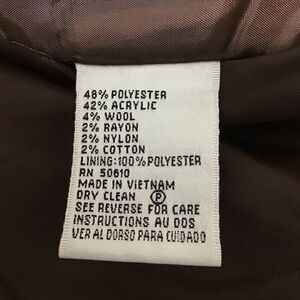 48% POLYESTER
42% ACRYLIC
4% WOOL
2% RAYON
2% NYLON
2% COTTON
LINING: 100% POLYESTER
RN 50610
MADE IN VIETNAM
DRY CLEAN Ⓟ
SEE REVERSE FOR CARE
INSTRUCTIONS AU DOS
VER AL DORSO PARA CUIDADO